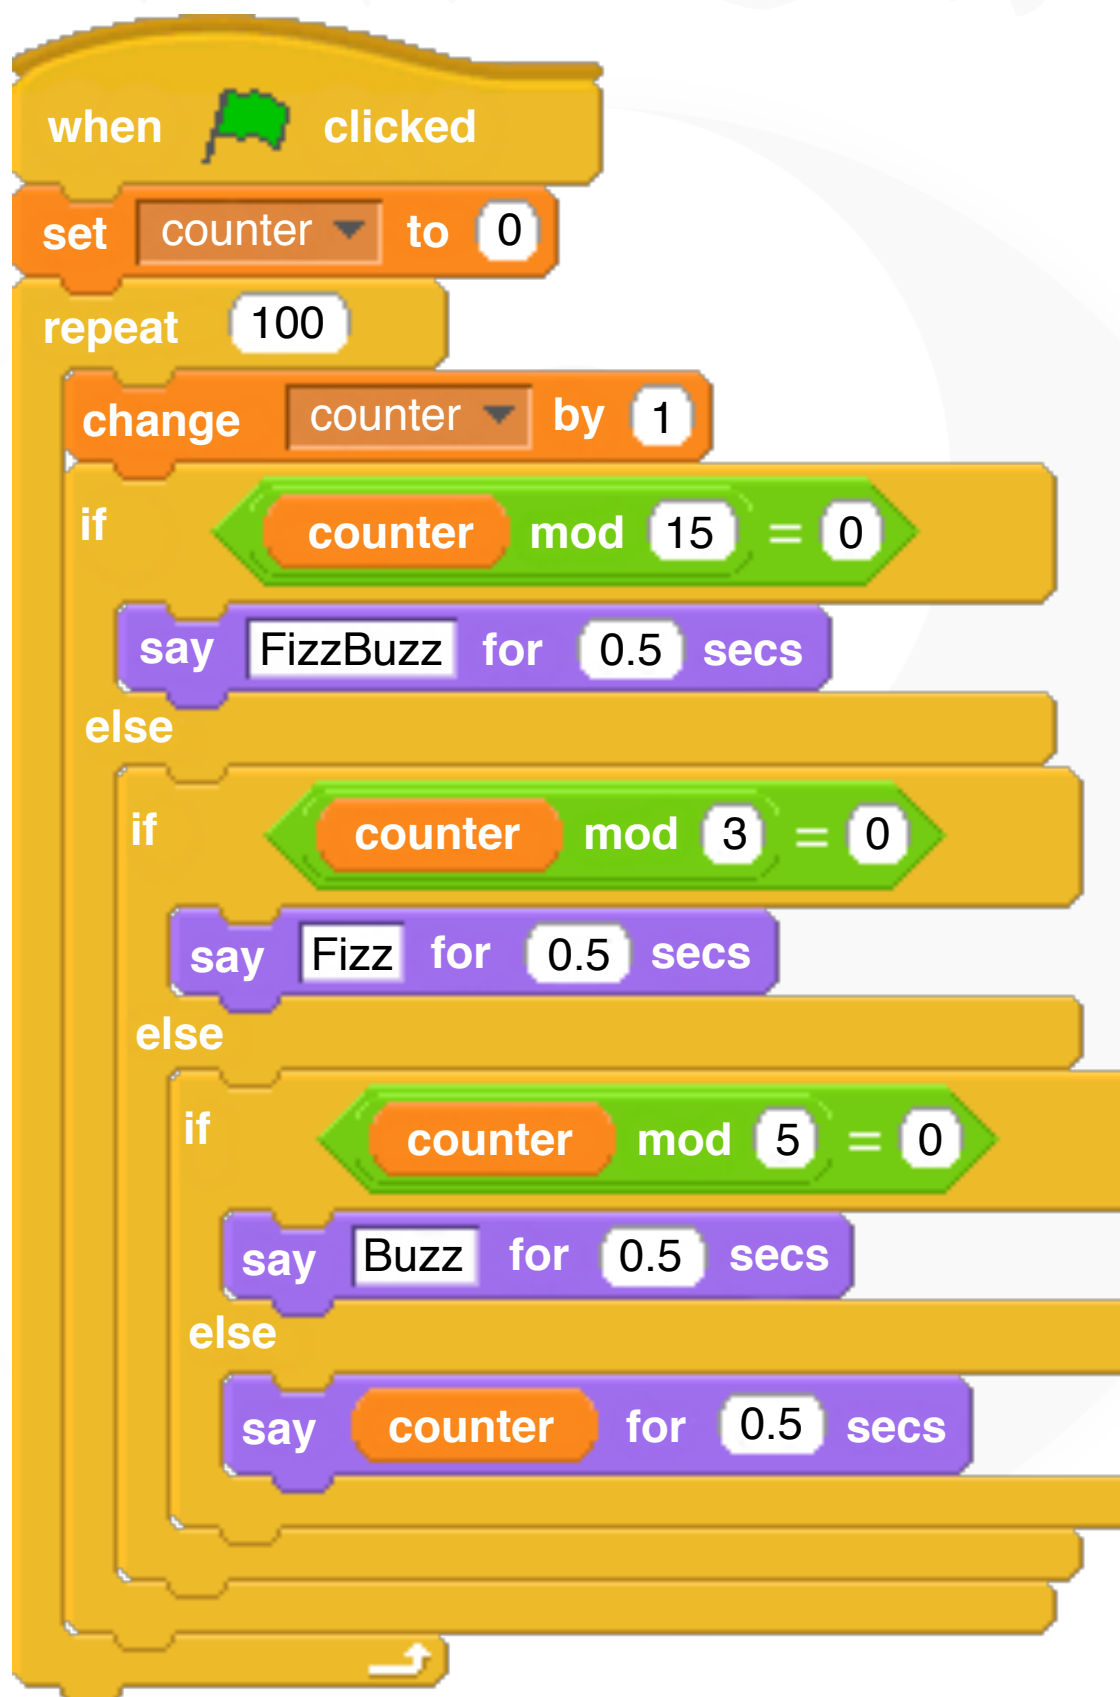 when clicked
set counter to 0
repeat 100
change counter by 1
if counter mod 15 = 0
say FizzBuzz for 0.5 secs
else
if counter mod 3 = 0
say Fizz for 0.5 secs
else
if counter mod 5 = 0
say Buzz for 0.5 secs
else
say counter for 0.5 secs